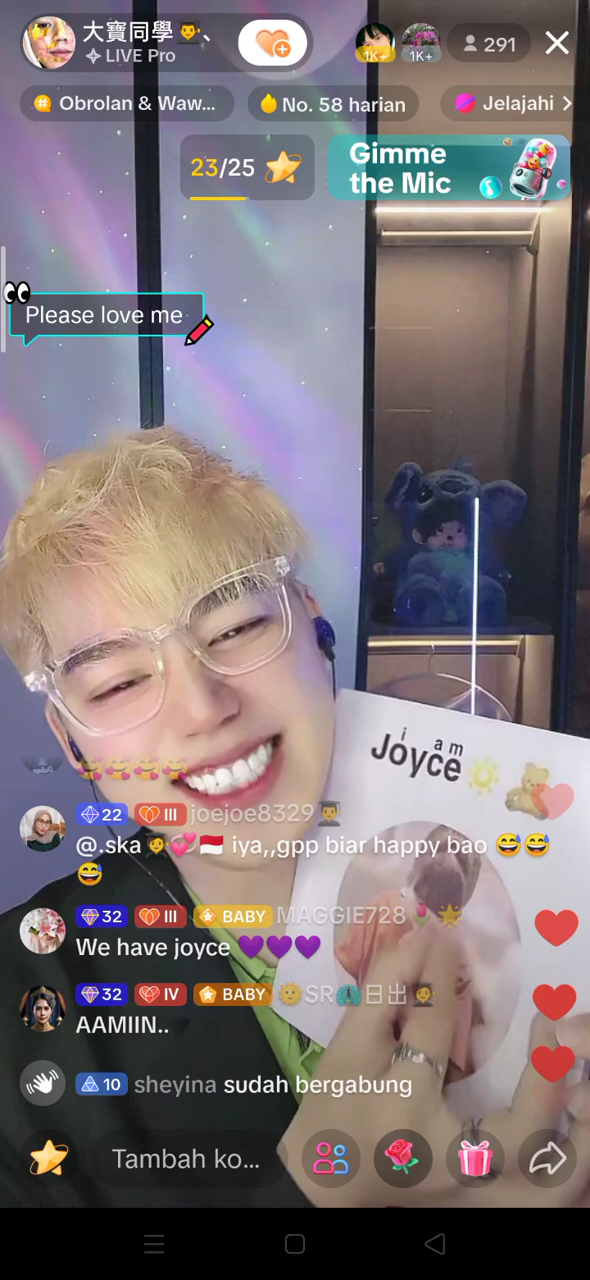 大寶同學👨‍🎓、
LIVE Pro
1K+
1K+
291
Obrolan & Waw...
No. 58 harian
Jelajahi
23/25
Gimme
the Mic
Please love me
i am
Joyce
22 III joejoe8329👨‍🎓
@.ska👩‍🎓💞🇮🇩 iya,,gpp biar happy bao 😅😅
😅
32 III BABY MAGGIE728🌷🌟
We have joyce 💜💜💜
32 IV BABY 🌞SR🫁日出👩‍🎓
AAMIIN..
10 sheyina sudah bergabung
Tambah ko...